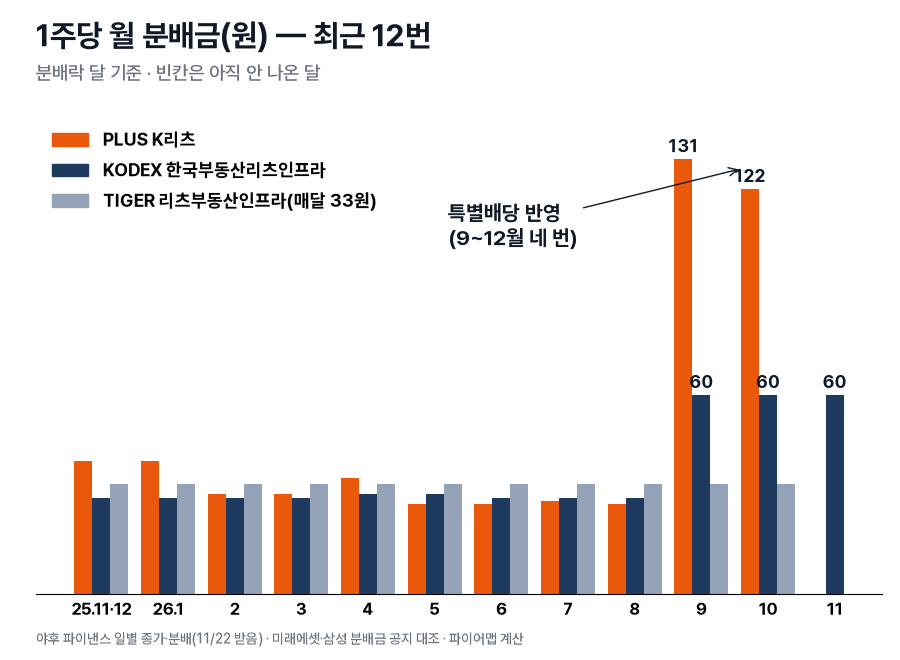 1주당 월 분배금(원) — 최근 12번
분배락 달 기준 · 빈칸은 아직 안 나온 달
PLUS K리츠
KODEX 한국부동산리츠인프라
TIGER 리츠부동산인프라(매달 33원)
131
122
특별배당 반영
(9~12월 네 번)
60
60
60
25.11·12
26.1
2
3
4
5
6
7
8
9
10
11
야후 파이낸스 일별 종가·분배(11/22 받음) · 미래에셋·삼성 분배금 공지 대조 · 파이어맵 계산